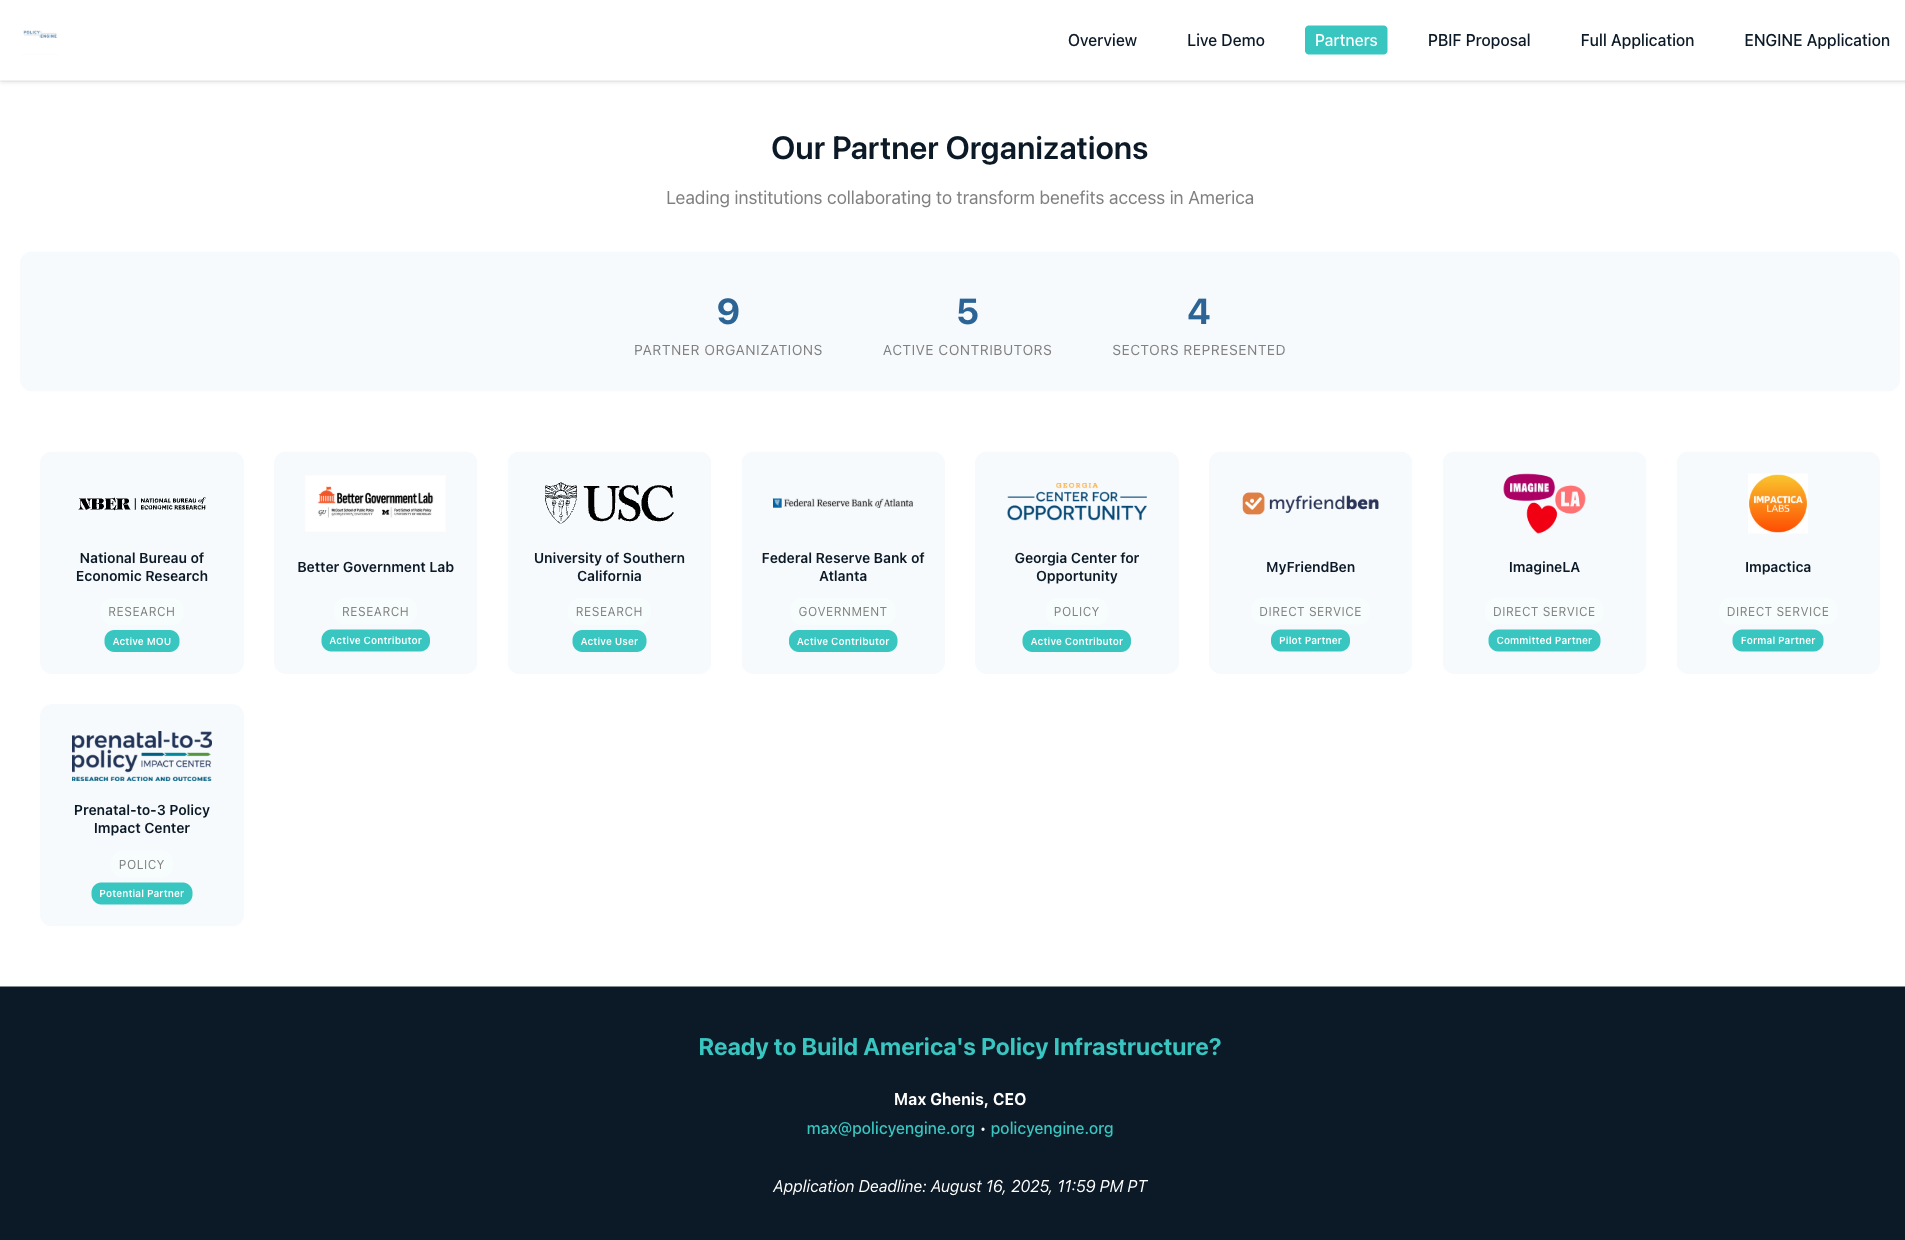 POLICY
ENGINE
Overview
Live Demo
Partners
PBIF Proposal
Full Application
ENGINE Application
Our Partner Organizations
Leading institutions collaborating to transform benefits access in America
9
PARTNER ORGANIZATIONS
5
ACTIVE CONTRIBUTORS
4
SECTORS REPRESENTED
NBER
NATIONAL BUREAU of
ECONOMIC RESEARCH
National Bureau of
Economic Research
RESEARCH
Active MOU
Better Government Lab
Better Government Lab
RESEARCH
Active Contributor
USC
University of Southern
California
RESEARCH
Active User
Federal Reserve Bank of Atlanta
Federal Reserve Bank of
Atlanta
GOVERNMENT
Active Contributor
GEORGIA
CENTER FOR
OPPORTUNITY
Georgia Center for
Opportunity
POLICY
Active Contributor
myfriendben
MyFriendBen
DIRECT SERVICE
Pilot Partner
IMAGINE
LA
ImagineLA
DIRECT SERVICE
Committed Partner
IMPACTICA
LABS
Impactica
DIRECT SERVICE
Formal Partner
prenatal-to-3
policy IMPACT CENTER
RESEARCH FOR ACTION AND OUTCOMES
Prenatal-to-3 Policy
Impact Center
POLICY
Potential Partner
Ready to Build America's Policy Infrastructure?
Max Ghenis, CEO
max@policyengine.org • policyengine.org
Application Deadline: August 16, 2025, 11:59 PM PT